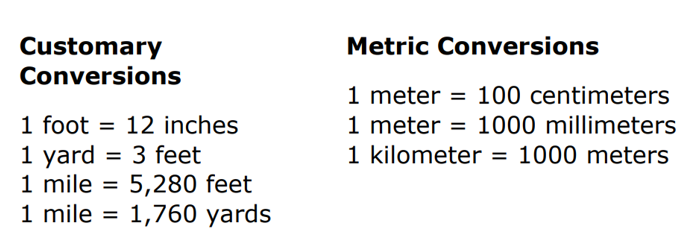 Customary
Conversions
1 foot = 12 inches
1 yard = 3 feet
1 mile = 5,280 feet
1 mile = 1,760 yards
Metric Conversions
1 meter = 100 centimeters
1 meter = 1000 millimeters
1 kilometer = 1000 meters